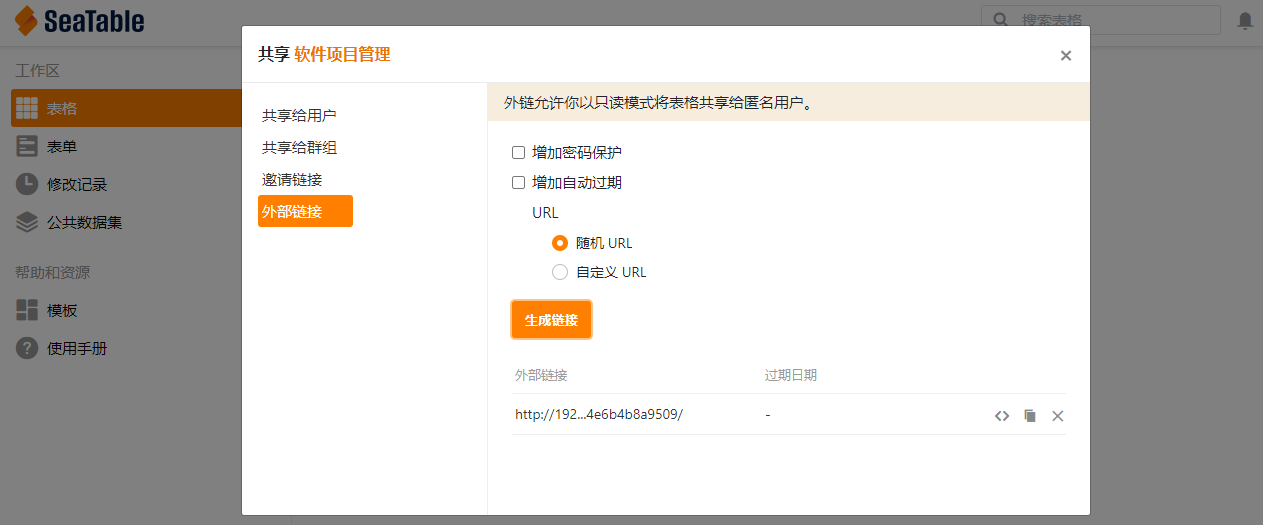 SeaTable
搜索表格
共享 软件项目管理
工作区
表格
表单
修改记录
公共数据集
帮助和资源
模板
使用手册
共享给用户
共享给群组
邀请链接
外部链接
外链允许你以只读模式将表格共享给匿名用户。
增加密码保护
增加自动过期
URL
随机 URL
自定义 URL
生成链接
外部链接 过期日期
http://192...4e6b4b8a9509/ -